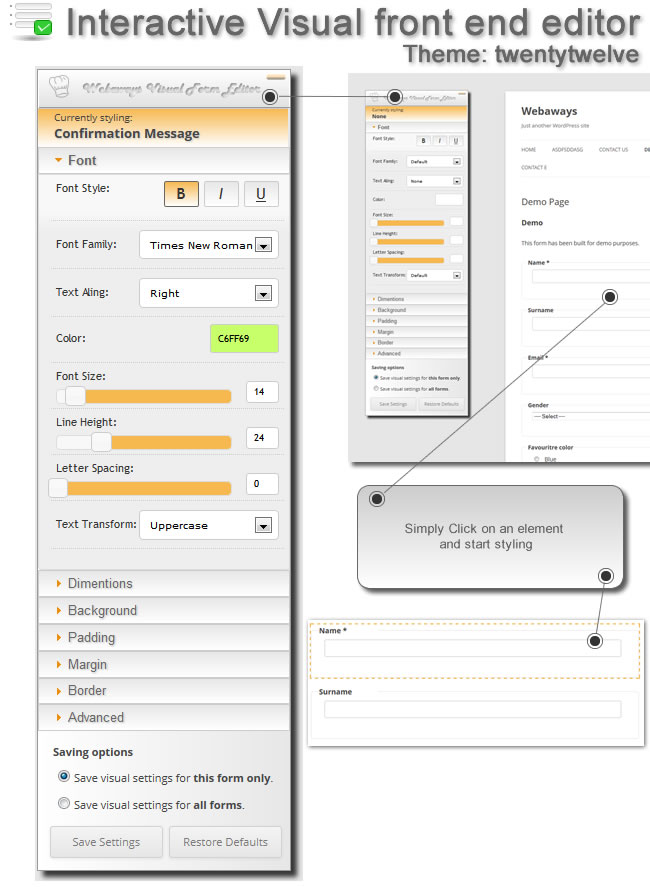 Interactive Visual front end editor
Theme: twentytwelve
Webaways Visual Form Editor
Currently styling:
Confirmation Message
Font
Font Style: B I U
Font Family: Times New Roman
Text Aling: Right
Color: C6FF69
Font Size:
14
Line Height:
24
Letter Spacing:
0
Text Transform: Uppercase
Dimentions
Background
Padding
Margin
Border
Advanced
Saving options
Save visual settings for this form only.
Save visual settings for all forms.
Save Settings Restore Defaults
Webaways Visual Form Editor
Currently styling:
None
Font
Font Style: B I U
Font Family: Default
Text Aling: None
Color:
Font Size:
Line Height:
Letter Spacing:
Text Transform: Default
Dimentions
Background
Padding
Margin
Border
Advanced
Saving options
Save visual settings for this form only.
Save visual settings for all forms.
Save Settings Restore Defaults
Webaways
Just another WordPress site
HOME ASDFSDDASG CONTACT US
CONTACT E
Demo Page
Demo
This form has been built for demo purposes.
Name *
Surname
Email *
Gender
---Select---
Favouritre color
Blue
Simply Click on an element
and start styling
Name *
Surname